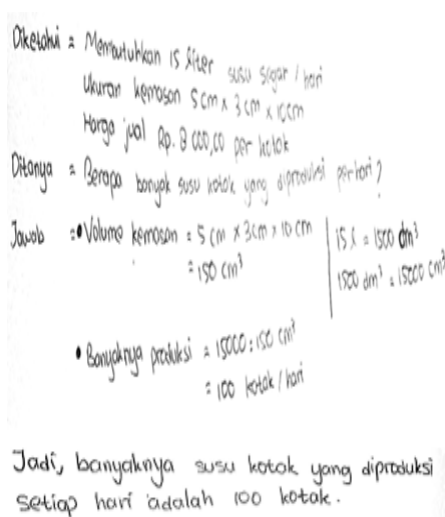 Diketahui = Membutuhkan 15 liter susu segar / hari
Ukuran kemasan 5 cm x 3 cm x 10 cm
Harga jual Rp. 8 000,00 per kotak
Ditanya = Berapa banyak susu kotak yang diproduksi perhari?
Jawab = • Volume kemasan = 5 cm x 3 cm x 10 cm
= 150 cm³
15 l = 1500 dm³
1500 dm³ = 15000 cm³
• Banyaknya produksi = 15000 : 150 cm³
= 100 kotak / hari
Jadi, banyaknya susu kotak yang diproduksi
setiap hari adalah 100 kotak.